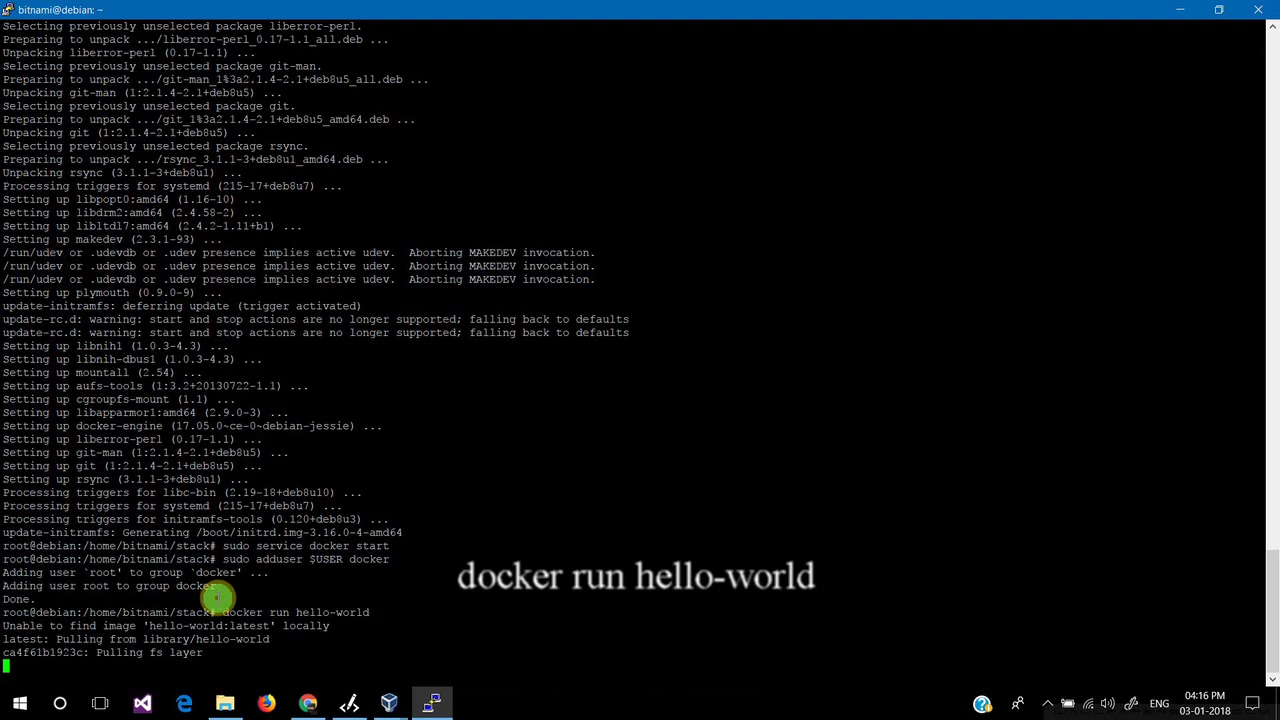 bitnami@debian: ~
Selecting previously unselected package liberror-perl.
Preparing to unpack .../liberror-perl_0.17-1.1_all.deb ...
Unpacking liberror-perl (0.17-1.1) ...
Selecting previously unselected package git-man.
Preparing to unpack .../git-man_1%3a2.1.4-2.1+deb8u5_all.deb ...
Unpacking git-man (1:2.1.4-2.1+deb8u5) ...
Selecting previously unselected package git.
Preparing to unpack .../git_1%3a2.1.4-2.1+deb8u5_amd64.deb ...
Unpacking git (1:2.1.4-2.1+deb8u5) ...
Selecting previously unselected package rsync.
Preparing to unpack .../rsync_3.1.1-3+deb8u1_amd64.deb ...
Unpacking rsync (3.1.1-3+deb8u1) ...
Processing triggers for systemd (215-17+deb8u7) ...
Setting up libpopt0:amd64 (1.16-10) ...
Setting up libdrm2:amd64 (2.4.58-2) ...
Setting up libltdl7:amd64 (2.4.2-1.11+b1) ...
Setting up makedev (2.3.1-93) ...
/run/udev or .udevdb or .udev presence implies active udev.  Aborting MAKEDEV invocation.
/run/udev or .udevdb or .udev presence implies active udev.  Aborting MAKEDEV invocation.
/run/udev or .udevdb or .udev presence implies active udev.  Aborting MAKEDEV invocation.
Setting up plymouth (0.9.0-9) ...
update-initramfs: deferring update (trigger activated)
update-rc.d: warning: start and stop actions are no longer supported; falling back to defaults
update-rc.d: warning: start and stop actions are no longer supported; falling back to defaults
Setting up libnih1 (1.0.3-4.3) ...
Setting up libnih-dbus1 (1.0.3-4.3) ...
Setting up mountall (2.54) ...
Setting up aufs-tools (1:3.2+20130722-1.1) ...
Setting up cgroupfs-mount (1.1) ...
Setting up libapparmor1:amd64 (2.9.0-3) ...
Setting up docker-engine (17.05.0~ce-0~debian-jessie) ...
Setting up liberror-perl (0.17-1.1) ...
Setting up git-man (1:2.1.4-2.1+deb8u5) ...
Setting up git (1:2.1.4-2.1+deb8u5) ...
Setting up rsync (3.1.1-3+deb8u1) ...
Processing triggers for libc-bin (2.19-18+deb8u10) ...
Processing triggers for systemd (215-17+deb8u7) ...
Processing triggers for initramfs-tools (0.120+deb8u3) ...
update-initramfs: Generating /boot/initrd.img-3.16.0-4-amd64
root@debian:/home/bitnami/stack# sudo service docker start
root@debian:/home/bitnami/stack# sudo adduser $USER docker
Adding user `root' to group `docker' ...
Adding user root to group docker
Done.
root@debian:/home/bitnami/stack# docker run hello-world
Unable to find image 'hello-world:latest' locally
latest: Pulling from library/hello-world
ca4f61b1923c: Pulling fs layer
docker run hello-world
ENG
04:16 PM
03-01-2018